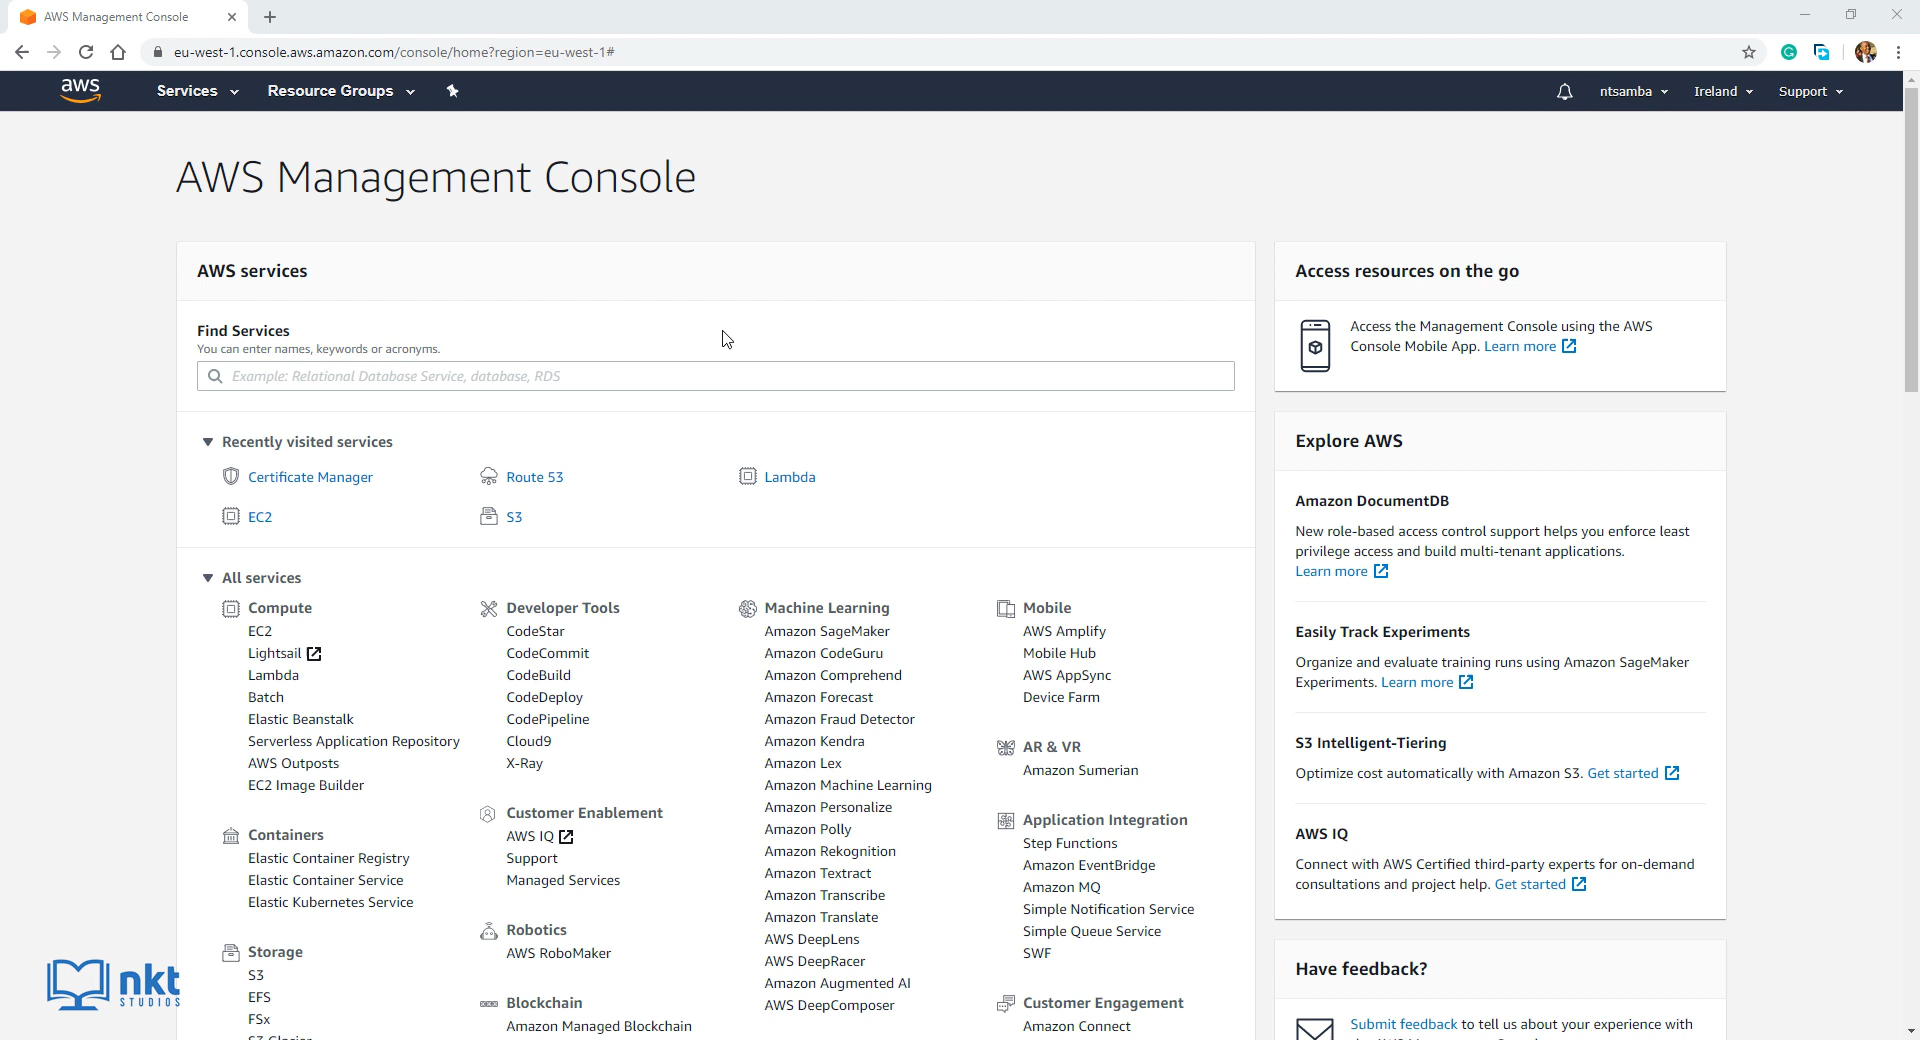 AWS Management Console
eu-west-1.console.aws.amazon.com/console/home?region=eu-west-1#
aws
Services
Resource Groups
ntsamba
Ireland
Support
AWS Management Console
AWS services
Find Services
You can enter names, keywords or acronyms.
Example: Relational Database Service, database, RDS
Recently visited services
Certificate Manager
Route 53
Lambda
EC2
S3
All services
Compute
EC2
Lightsail
Lambda
Batch
Elastic Beanstalk
Serverless Application Repository
AWS Outposts
EC2 Image Builder
Containers
Elastic Container Registry
Elastic Container Service
Elastic Kubernetes Service
Storage
S3
EFS
FSx
S3 Glacier
Developer Tools
CodeStar
CodeCommit
CodeBuild
CodeDeploy
CodePipeline
Cloud9
X-Ray
Customer Enablement
AWS IQ
Support
Managed Services
Robotics
AWS RoboMaker
Blockchain
Amazon Managed Blockchain
Machine Learning
Amazon SageMaker
Amazon CodeGuru
Amazon Comprehend
Amazon Forecast
Amazon Fraud Detector
Amazon Kendra
Amazon Lex
Amazon Machine Learning
Amazon Personalize
Amazon Polly
Amazon Rekognition
Amazon Textract
Amazon Transcribe
Amazon Translate
AWS DeepLens
AWS DeepRacer
Amazon Augmented AI
AWS DeepComposer
Mobile
AWS Amplify
Mobile Hub
AWS AppSync
Device Farm
AR & VR
Amazon Sumerian
Application Integration
Step Functions
Amazon EventBridge
Amazon MQ
Simple Notification Service
Simple Queue Service
SWF
Customer Engagement
Amazon Connect
Access resources on the go
Access the Management Console using the AWS
Console Mobile App. Learn more
Explore AWS
Amazon DocumentDB
New role-based access control support helps you enforce least
privilege access and build multi-tenant applications.
Learn more
Easily Track Experiments
Organize and evaluate training runs using Amazon SageMaker
Experiments. Learn more
S3 Intelligent-Tiering
Optimize cost automatically with Amazon S3. Get started
AWS IQ
Connect with AWS Certified third-party experts for on-demand
consultations and project help. Get started
Have feedback?
Submit feedback to tell us about your experience with
nkt
STUDIOS